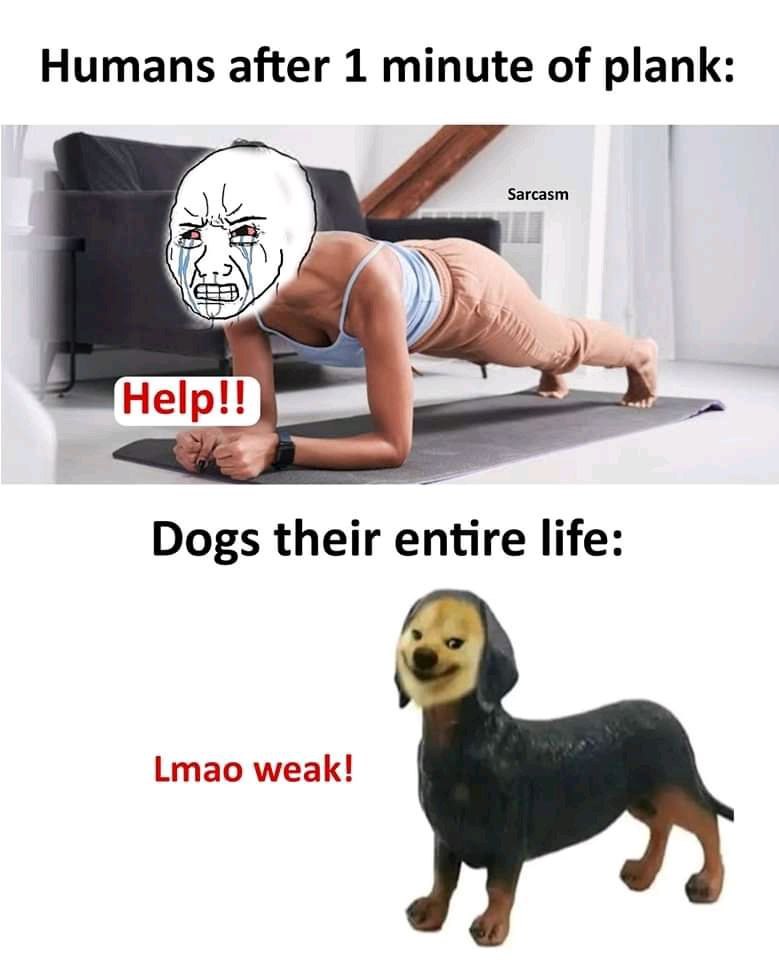 Humans after 1 minute of plank:
Sarcasm
Help!!
Dogs their entire life:
Lmao weak!